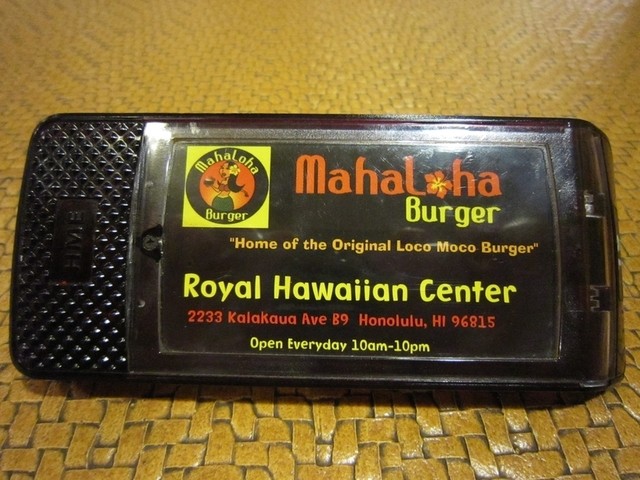 MahaLoha
Burger
MahaLoha
Burger
"Home of the Original Loco Moco Burger"
Royal Hawaiian Center
2233 Kalakaua Ave B9 Honolulu, HI 96815
Open Everyday 10am-10pm